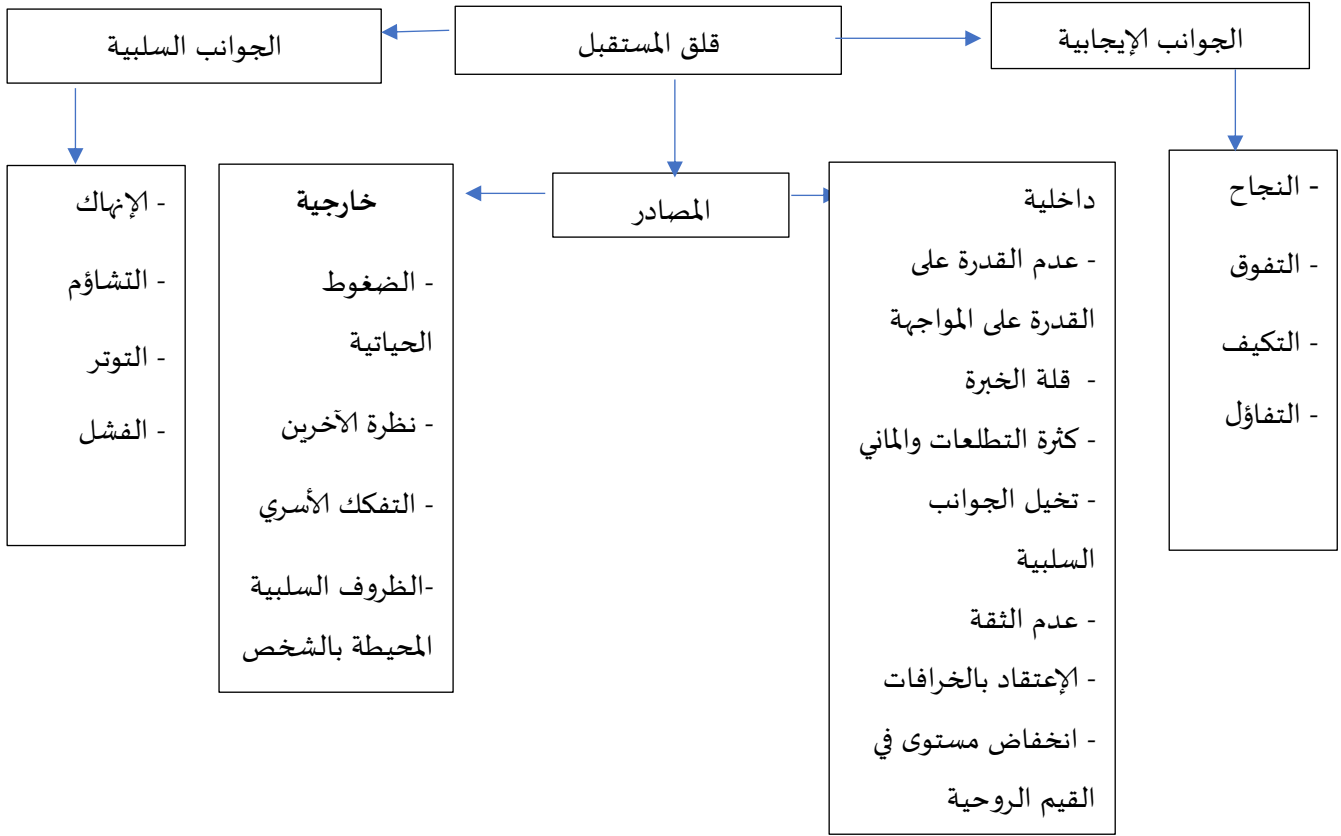 الجوانب الإيجابية
قلق المستقبل
الجوانب السلبية
- النجاح
- التفوق
- التكيف
- التفاؤل
المصادر
داخلية
- عدم القدرة على
القدرة على المواجهة
- قلة الخبرة
- كثرة التطلعات والماني
- تخيل الجوانب
السلبية
- عدم الثقة
- الإعتقاد بالخرافات
- انخفاض مستوى في
القيم الروحية
خارجية
- الضغوط
الحياتية
- نظرة الآخرين
- التفكك الأسري
-الظروف السلبية
المحيطة بالشخص
- الإنهاك
- التشاؤم
- التوتر
- الفشل